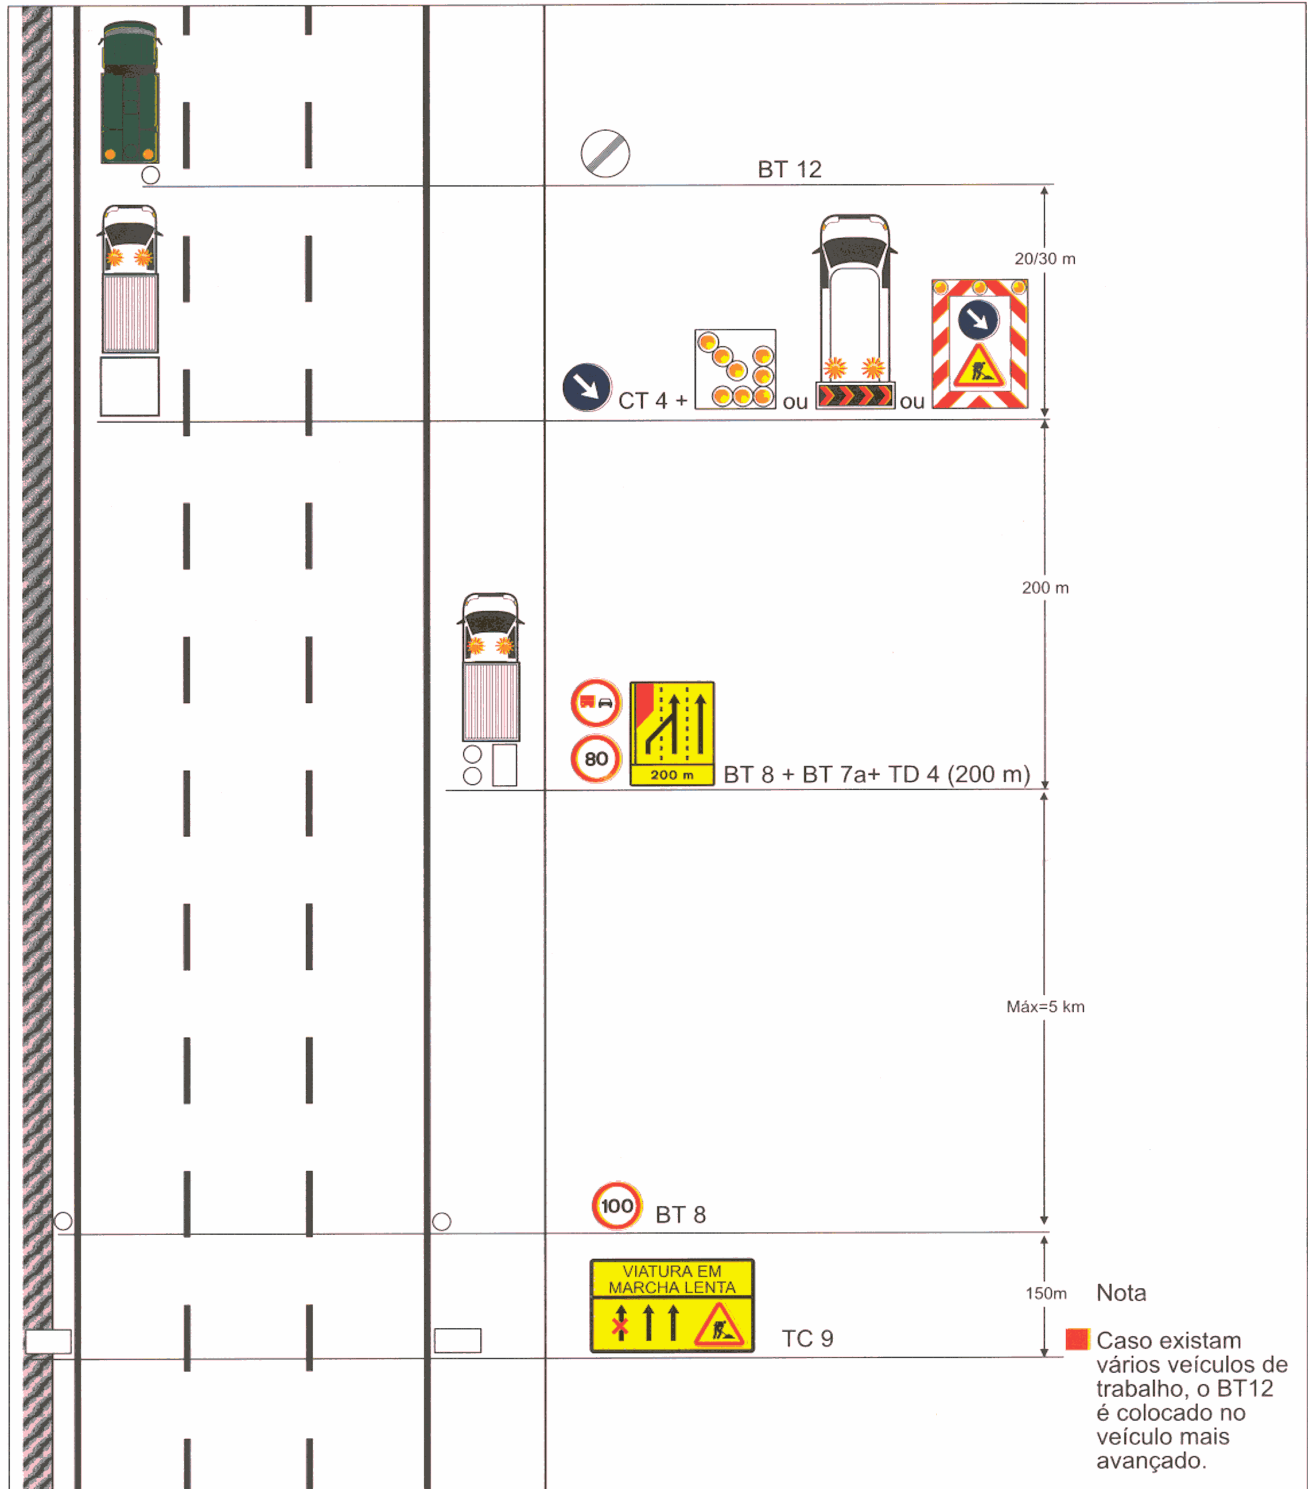 BT 12
20/30 m
CT 4 +
ou
ou
200 m
80
200 m
BT 8 + BT 7a+ TD 4 (200 m)
Máx=5 km
100
BT 8
VIATURA EM
MARCHA LENTA
TC 9
150m
Nota
Caso existam
vários veículos de
trabalho, o BT12
é colocado no
veículo mais
avançado.